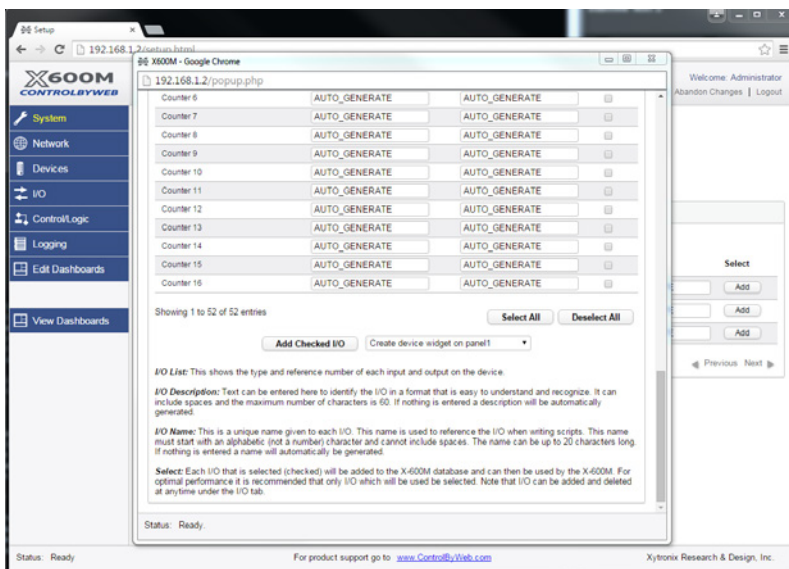 Setup
192.168.1.2/setup.html
X600M - Google Chrome
192.168.1.2/popup.php
X600M
CONTROLBYWEB
Welcome: Administrator
Abandon Changes | Logout
System
Network
Devices
I/O
Control/Logic
Logging
Edit Dashboards
View Dashboards
Counter 6 AUTO_GENERATE AUTO_GENERATE
Counter 7 AUTO_GENERATE AUTO_GENERATE
Counter 8 AUTO_GENERATE AUTO_GENERATE
Counter 9 AUTO_GENERATE AUTO_GENERATE
Counter 10 AUTO_GENERATE AUTO_GENERATE
Counter 11 AUTO_GENERATE AUTO_GENERATE
Counter 12 AUTO_GENERATE AUTO_GENERATE
Counter 13 AUTO_GENERATE AUTO_GENERATE
Counter 14 AUTO_GENERATE AUTO_GENERATE
Counter 15 AUTO_GENERATE AUTO_GENERATE
Counter 16 AUTO_GENERATE AUTO_GENERATE
Showing 1 to 52 of 52 entries
Select All Deselect All
Add Checked I/O Create device widget on panel1
I/O List: This shows the type and reference number of each input and output on the device.
I/O Description: Text can be entered here to identify the I/O in a format that is easy to understand and recognize. It can
include spaces and the maximum number of characters is 60. If nothing is entered a description will be automatically
generated.
I/O Name: This is a unique name given to each I/O. This name is used to reference the I/O when writing scripts. This name
must start with an alphabetic (not a number) character and cannot include spaces. The name can be up to 20 characters long.
If nothing is entered a name will automatically be generated.
Select: Each I/O that is selected (checked) will be added to the X-600M database and can then be used by the X-600M. For
optimal performance it is recommended that only I/O which will be used be selected. Note that I/O can be added and deleted
at anytime under the I/O tab.
Status: Ready.
Select
Add
Add
Add
Previous Next
Status: Ready
For product support go to www.ControlByWeb.com
Xytronix Research & Design, Inc.